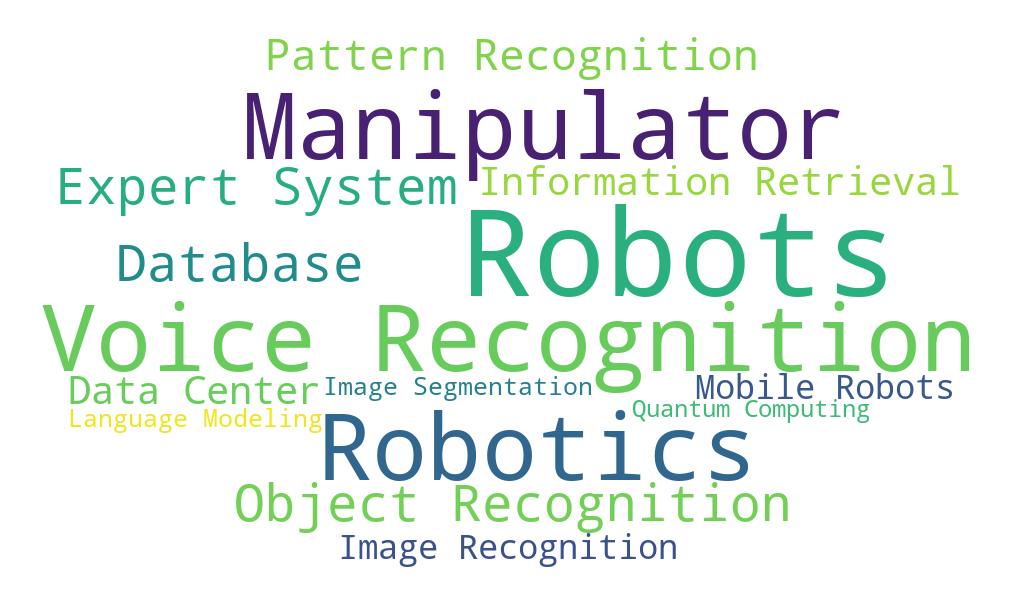 Pattern Recognition
Manipulator
Expert System
Information Retrieval
Robots
Database
Voice Recognition
Data Center
Image Segmentation
Mobile Robots
Language Modeling
Quantum Computing
Robotics
Object Recognition
Image Recognition